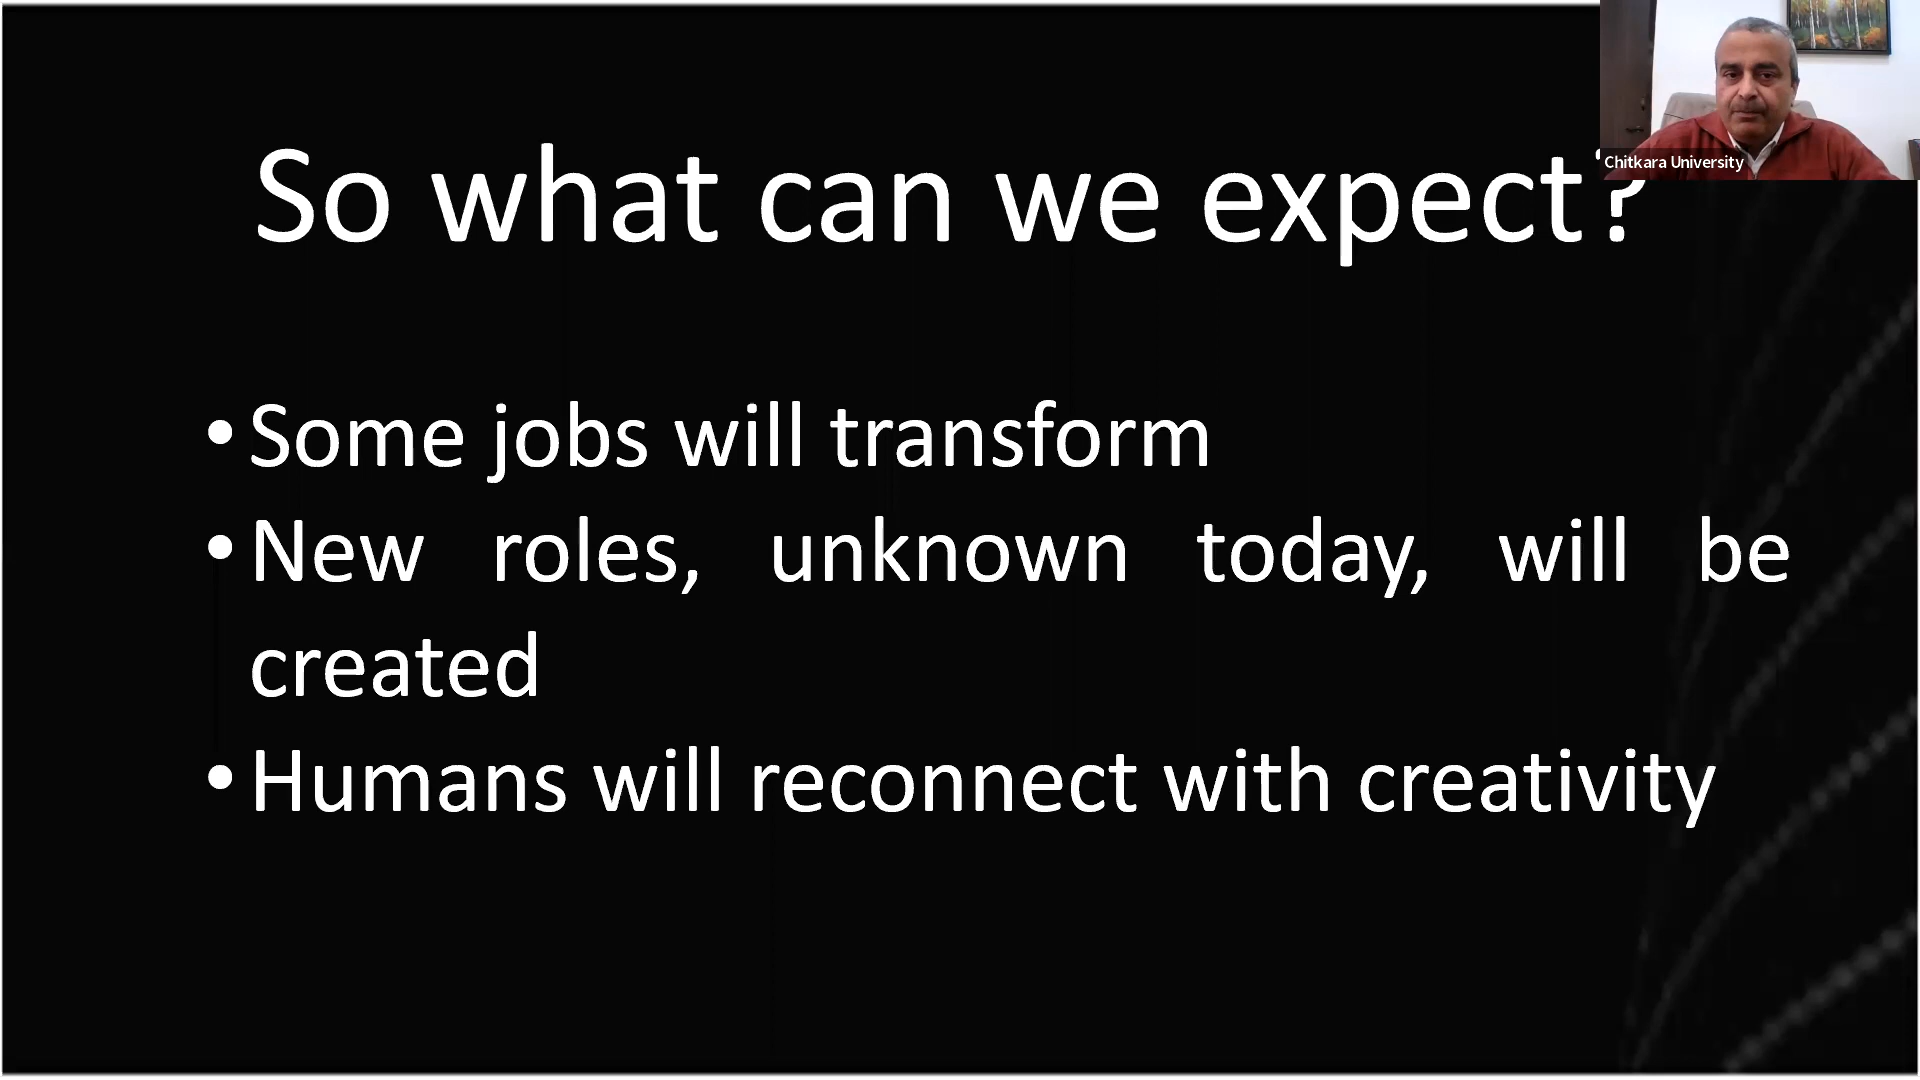 So what can we expect?
Chitkara University
• Some jobs will transform
• New roles, unknown today, will be
created
• Humans will reconnect with creativity